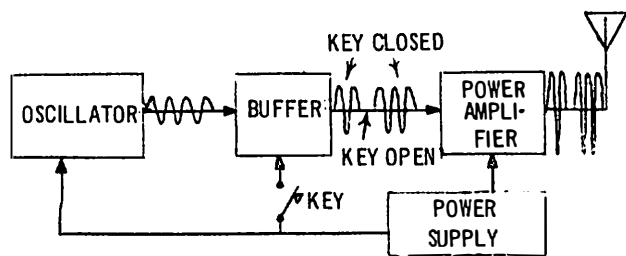 KEY CLOSED
OSCILLATOR
BUFFER
POWER
AMPLI-
FIER
KEY OPEN
KEY
POWER
SUPPLY